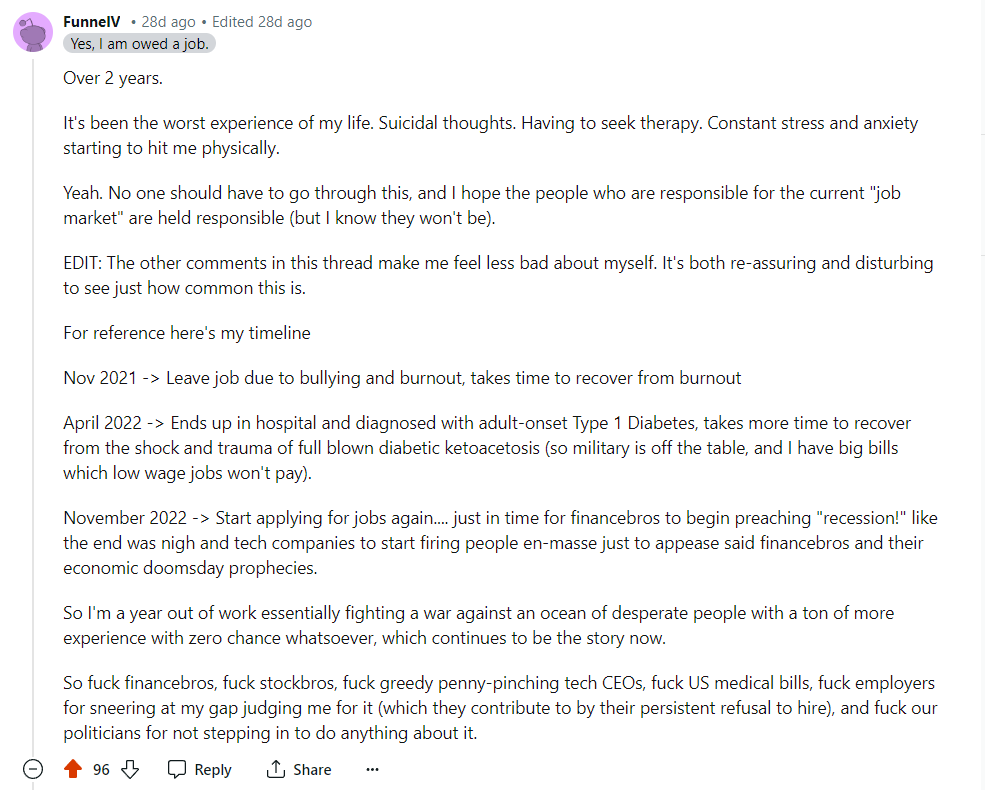 FunnelV • 28d ago • Edited 28d ago
Yes, I am owed a job.
Over 2 years.
It's been the worst experience of my life. Suicidal thoughts. Having to seek therapy. Constant stress and anxiety
starting to hit me physically.
Yeah. No one should have to go through this, and I hope the people who are responsible for the current "job
market" are held responsible (but I know they won't be).
EDIT: The other comments in this thread make me feel less bad about myself. It's both re-assuring and disturbing
to see just how common this is.
For reference here's my timeline
Nov 2021 -> Leave job due to bullying and burnout, takes time to recover from burnout
April 2022 -> Ends up in hospital and diagnosed with adult-onset Type 1 Diabetes, takes more time to recover
from the shock and trauma of full blown diabetic ketoacetosis (so military is off the table, and I have big bills
which low wage jobs won't pay).
November 2022 -> Start applying for jobs again.... just in time for financebros to begin preaching "recession!" like
the end was nigh and tech companies to start firing people en-masse just to appease said financebros and their
economic doomsday prophecies.
So I'm a year out of work essentially fighting a war against an ocean of desperate people with a ton of more
experience with zero chance whatsoever, which continues to be the story now.
So fuck financebros, fuck stockbros, fuck greedy penny-pinching tech CEOs, fuck US medical bills, fuck employers
for sneering at my gap judging me for it (which they contribute to by their persistent refusal to hire), and fuck our
politicians for not stepping in to do anything about it.
96 Reply Share ...